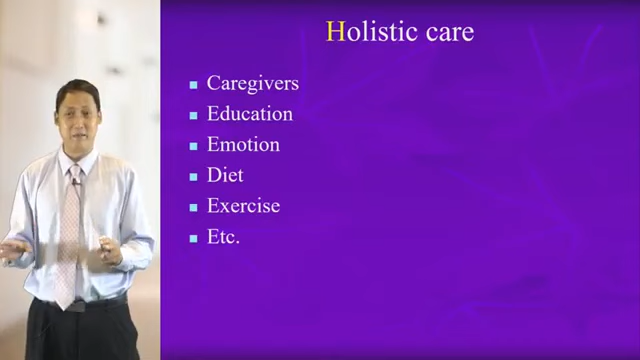 Holistic care
Caregivers
Education
Emotion
Diet
Exercise
Etc.